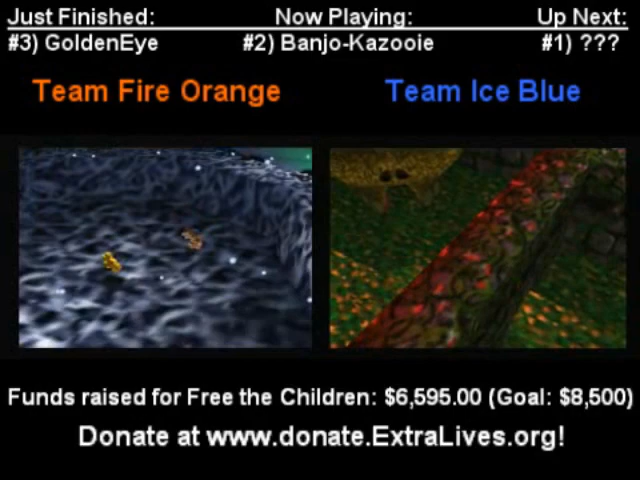 Just Finished: Now Playing: Up Next:
#3) GoldenEye #2) Banjo-Kazooie #1) ???
Team Fire Orange Team Ice Blue
Funds raised for Free the Children: $6,595.00 (Goal: $8,500)
Donate at www.donate.ExtraLives.org!